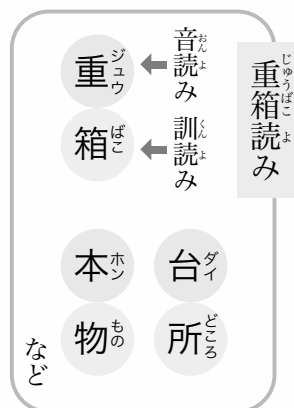 重箱読み
じゅうばこよ
音読み
おんよ
訓読み
くんよ
重箱
ジュウばこ
台所
ダイどころ
本物
ホンもの
など